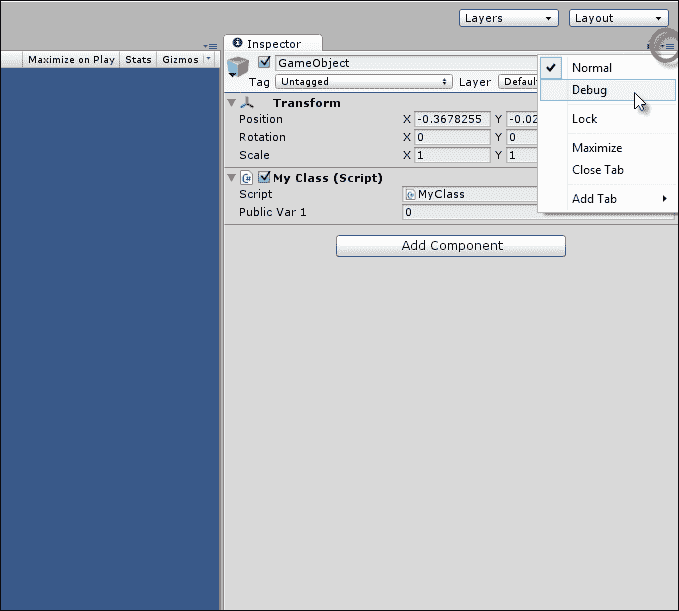 Layers Layout
Inspector
Maximize on Play Stats Gizmos
GameObject
Tag Untagged Layer
Normal
Debug
Lock
Maximize
Close Tab
Add Tab
Transform
Position X -0.3678255 Y -0.02
Rotation X 0 Y 0
Scale X 1 Y 1
My Class (Script)
Script MyClass
Public Var 1 0
Add Component